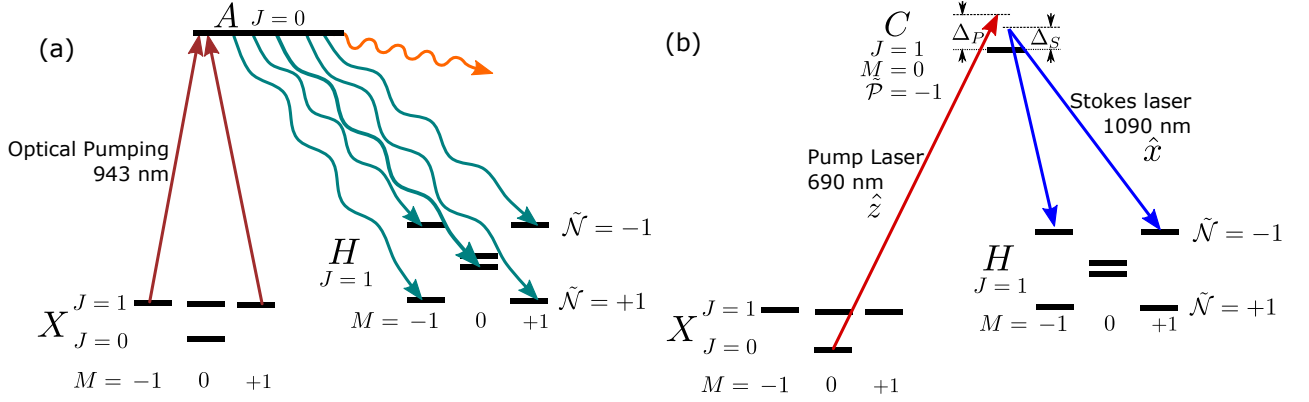 (a)
A J = 0
Optical Pumping
943 nm
H
J = 1
Ñ = −1
Ñ = +1
M = −1 0 +1
X J = 1
J = 0
M = −1 0 +1
(b)
C
J = 1
M = 0
P̃ = −1
Δ_P Δ_S
Stokes laser
1090 nm
x̂
Pump Laser
690 nm
ẑ
H
J = 1
Ñ = −1
Ñ = +1
M = −1 0 +1
X J = 1
J = 0
M = −1 0 +1